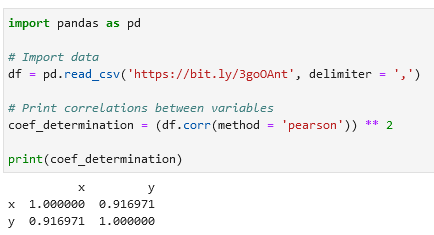 import pandas as pd
# Import data
df = pd.read_csv('https://bit.ly/3goOAnt', delimiter = ',')
# Print correlations between variables
coef_determination = (df.corr(method = 'pearson')) ** 2
print(coef_determination)
x y
x 1.000000 0.916971
y 0.916971 1.000000